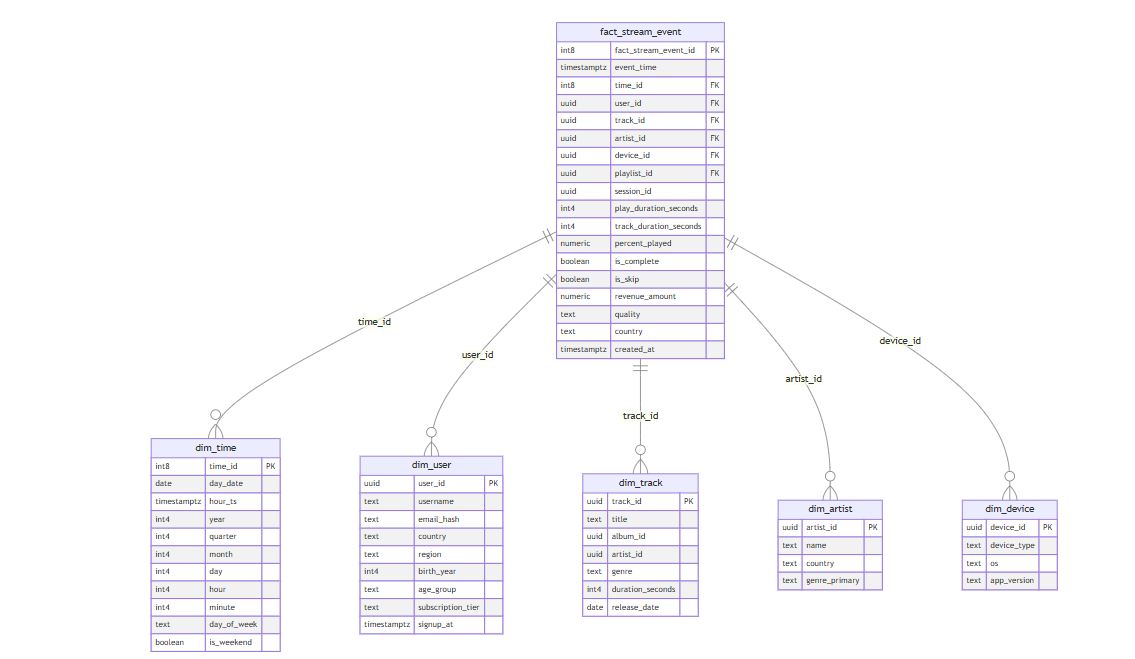 fact_stream_event
int8 fact_stream_event_id PK
timestamptz event_time
int8 time_id FK
uuid user_id FK
uuid track_id FK
uuid artist_id FK
uuid device_id FK
uuid playlist_id FK
uuid session_id
int4 play_duration_seconds
int4 track_duration_seconds
numeric percent_played
boolean is_complete
boolean is_skip
numeric revenue_amount
text quality
text country
timestamptz created_at
time_id
user_id
track_id
artist_id
device_id
dim_time
int8 time_id PK
date day_date
timestamptz hour_ts
int4 year
int4 quarter
int4 month
int4 day
int4 hour
int4 minute
text day_of_week
boolean is_weekend
dim_user
uuid user_id PK
text username
text email_hash
text country
text region
int4 birth_year
text age_group
text subscription_tier
timestamptz signup_at
dim_track
uuid track_id PK
text title
uuid album_id
uuid artist_id
text genre
int4 duration_seconds
date release_date
dim_artist
uuid artist_id PK
text name
text country
text genre_primary
dim_device
uuid device_id PK
text device_type
text os
text app_version